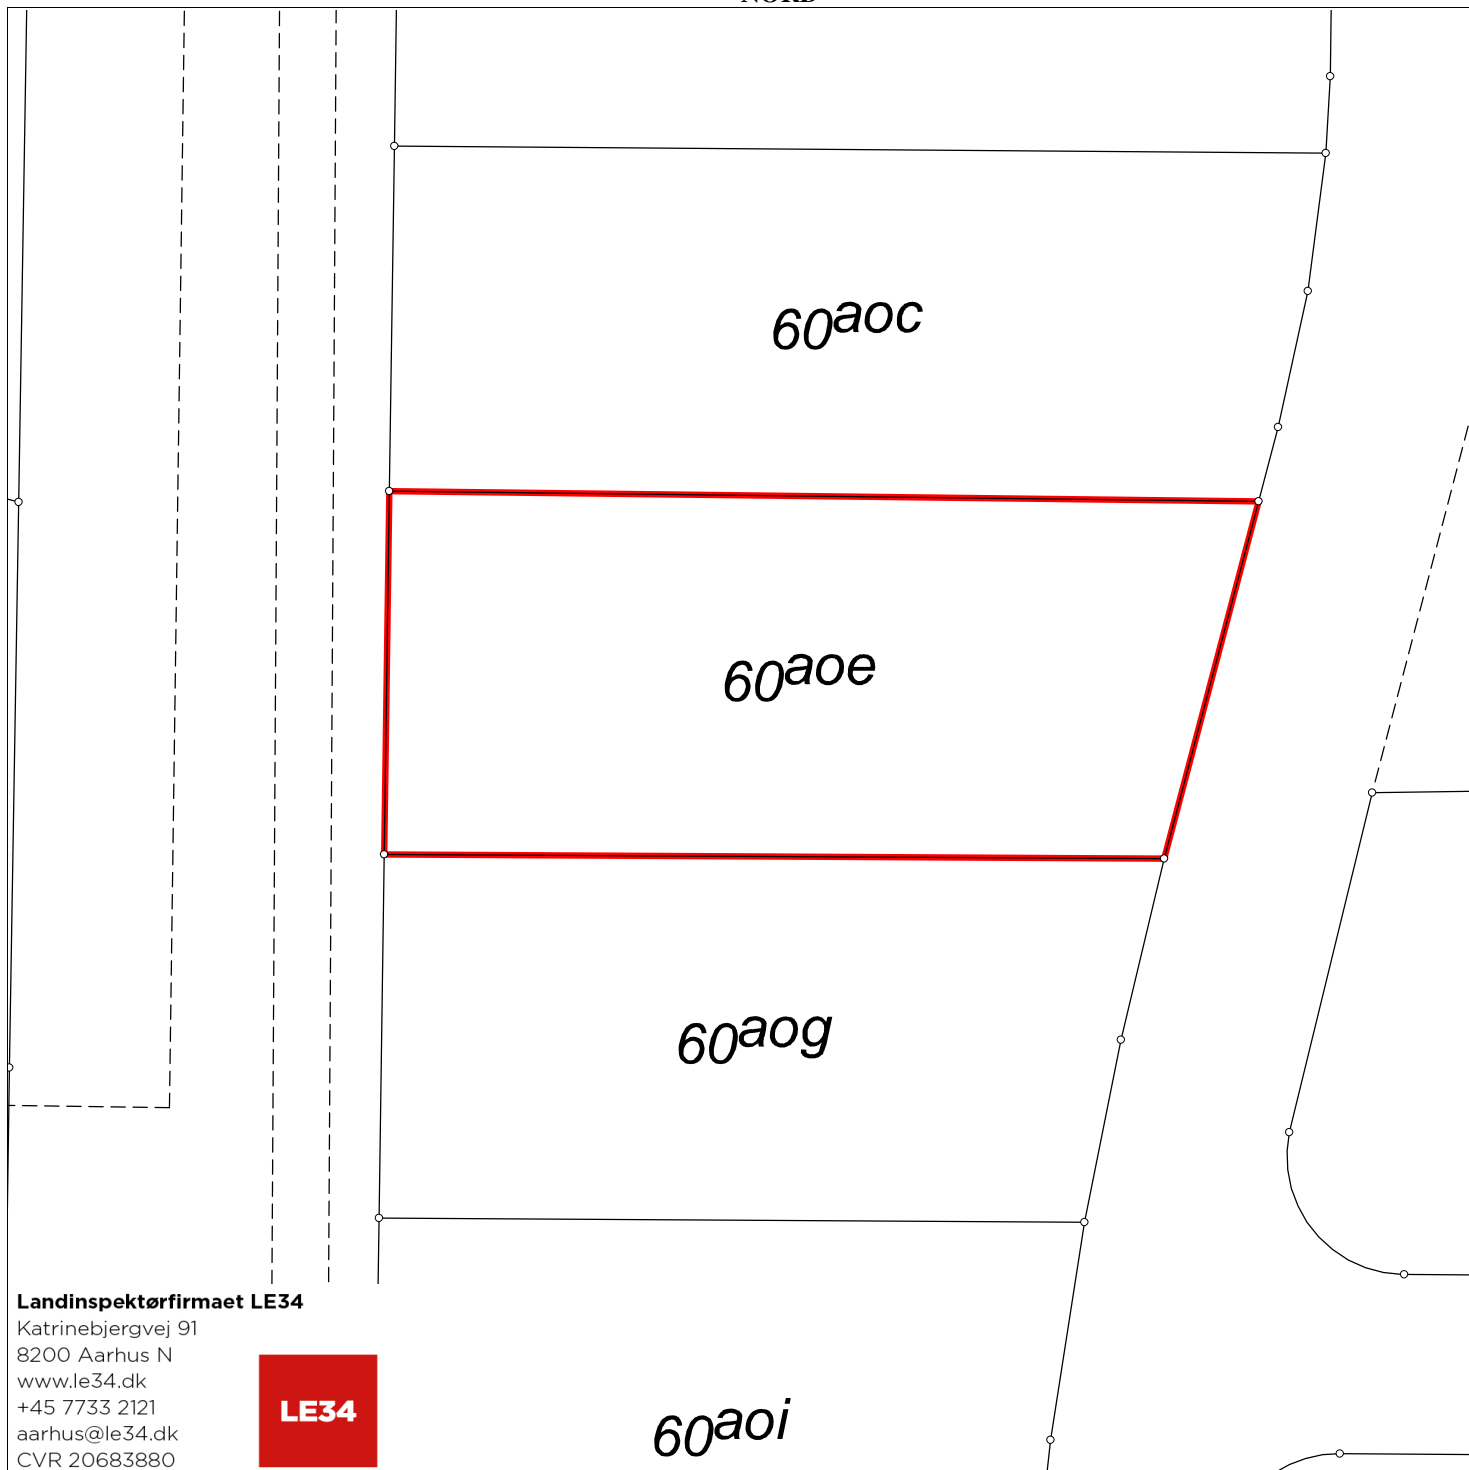 NORD
60aoc
60aoe
60aog
60aoi
Landinspektørfirmaet LE34
Katrinebjergvej 91
8200 Aarhus N
www.le34.dk
+45 7733 2121
aarhus@le34.dk
CVR 20683880
LE34